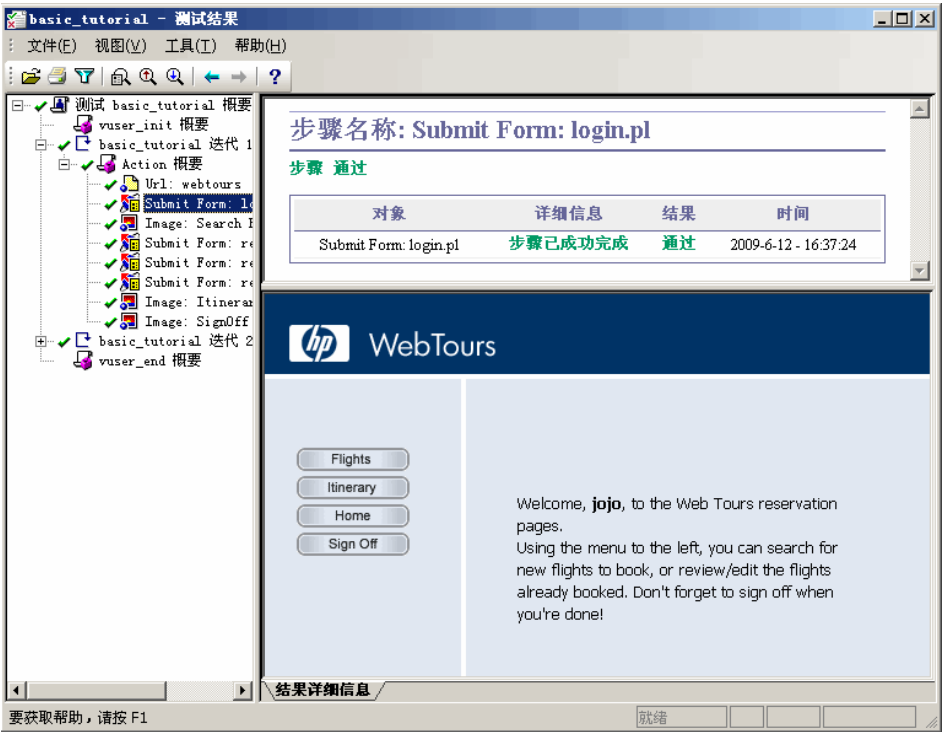 basic_tutorial - 测试结果
文件(F) 视图(V) 工具(T) 帮助(H)
?
测试 basic_tutorial 概要
vuser_init 概要
basic_tutorial 迭代 1
Action 概要
Url: webtours
Submit Form: lo
Image: Search F
Submit Form: re
Submit Form: re
Submit Form: re
Image: Itinerar
Image: SignOff
basic_tutorial 迭代 2
vuser_end 概要
步骤名称: Submit Form: login.pl
步骤 通过
对象 详细信息 结果 时间
Submit Form: login.pl 步骤已成功完成 通过 2009-6-12 - 16:37:24
hp WebTours
Flights
Itinerary
Home
Sign Off
Welcome, jojo, to the Web Tours reservation
pages.
Using the menu to the left, you can search for
new flights to book, or review/edit the flights
already booked. Don't forget to sign off when
you're done!
结果详细信息
要获取帮助，请按 F1
就绪